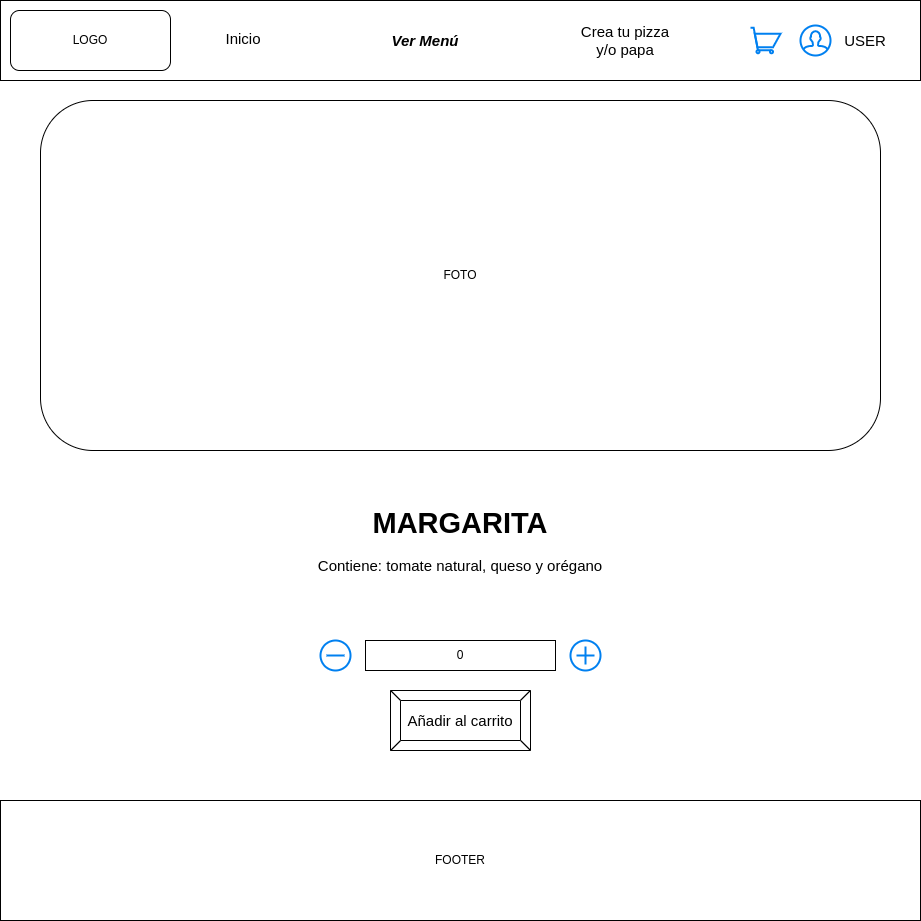 LOGO
Inicio
Ver Menú
Crea tu pizza
y/o papa
USER
FOTO
MARGARITA
Contiene: tomate natural, queso y orégano
0
Añadir al carrito
FOOTER